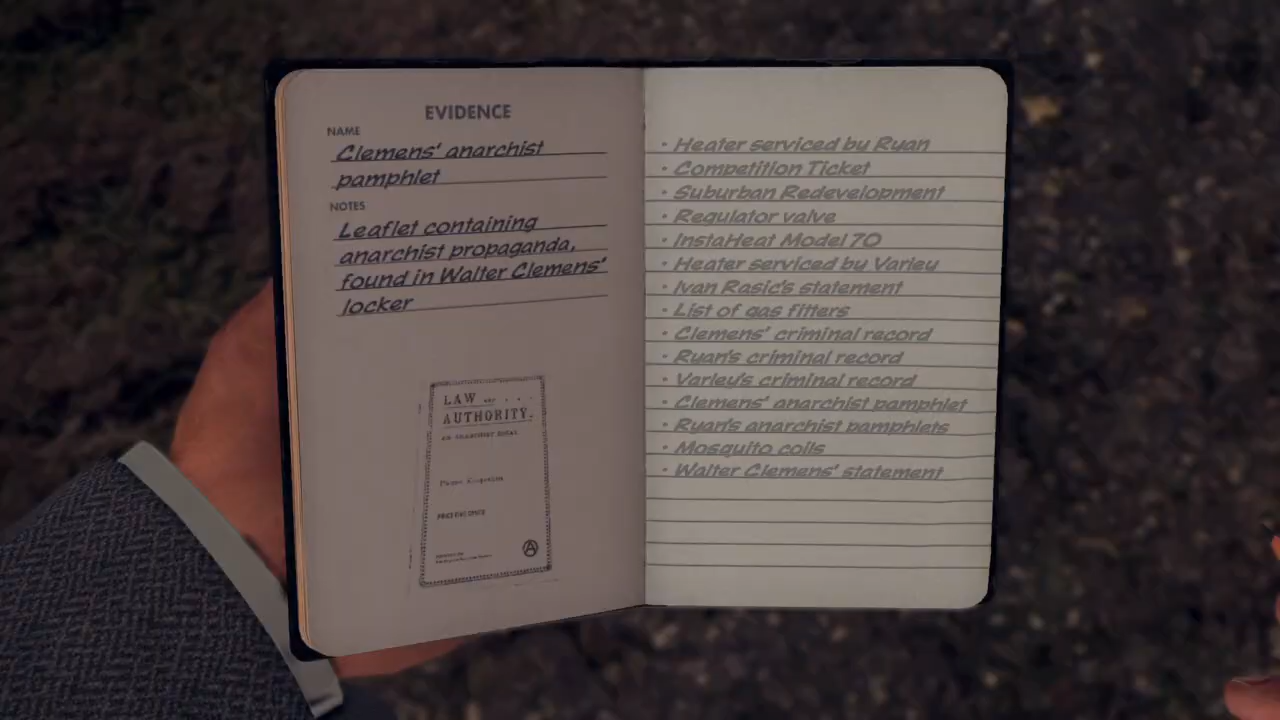 EVIDENCE
NAME
Clemens' anarchist
pamphlet
NOTES
Leaflet containing
anarchist propaganda,
found in Walter Clemens'
locker
LAW AND
AUTHORITY.
AN ANARCHIST ESSAY.
• Heater serviced by Ryan
• Competition Ticket
• Suburban Redevelopment
• Regulator valve
• InstaHeat Model 70
• Heater serviced by Varley
• Ivan Rasic's statement
• List of gas fitters
• Clemens' criminal record
• Ryan's criminal record
• Varley's criminal record
• Clemens' anarchist pamphlet
• Ryan's anarchist pamphlets
• Mosquito coils
• Walter Clemens' statement